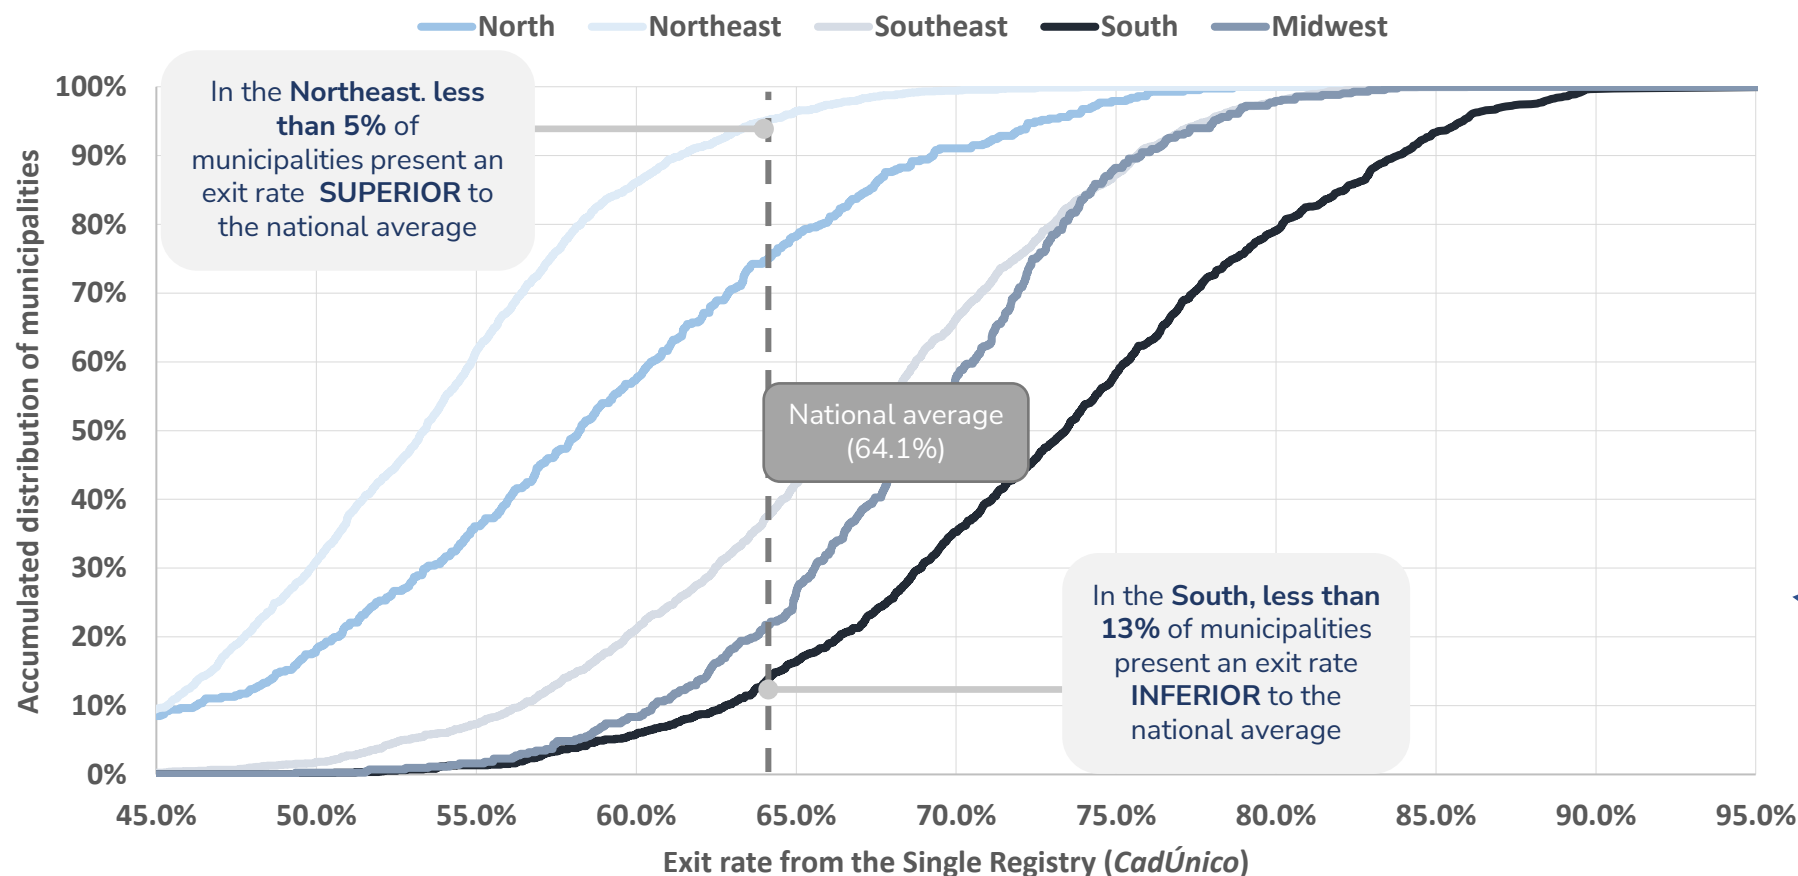 North Northeast Southeast South Midwest
In the Northeast. less
than 5% of
municipalities present an
exit rate SUPERIOR to
the national average
100%
90%
80%
70%
60%
50%
40%
30%
20%
10%
0%
Accumulated distribution of municipalities
National average
(64.1%)
In the South, less than
13% of municipalities
present an exit rate
INFERIOR to the
national average
45.0% 50.0% 55.0% 60.0% 65.0% 70.0% 75.0% 80.0% 85.0% 90.0% 95.0%
Exit rate from the Single Registry (CadÚnico)